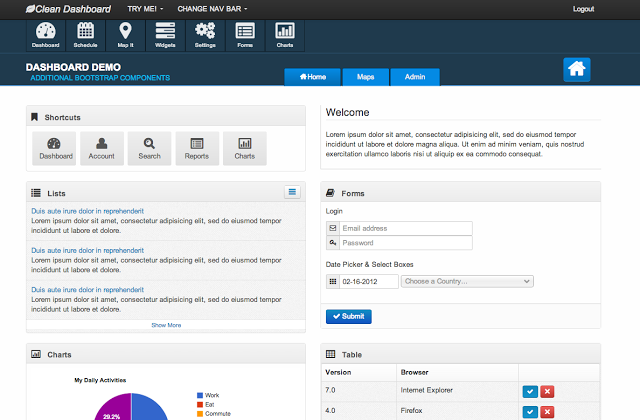 Clean Dashboard TRY ME! CHANGE NAV BAR Logout
Dashboard Schedule Map It Widgets Settings Forms Charts
DASHBOARD DEMO
ADDITIONAL BOOTSTRAP COMPONENTS
Home Maps Admin
Shortcuts
Dashboard Account Search Reports Charts
Welcome
Lorem ipsum dolor sit amet, consectetur adipisicing elit, sed do eiusmod tempor
incididunt ut labore et dolore magna aliqua. Ut enim ad minim veniam, quis nostrud
exercitation ullamco laboris nisi ut aliquip ex ea commodo consequat.
Lists
Duis aute irure dolor in reprehenderit
Lorem ipsum dolor sit amet, consectetur adipisicing elit, sed do eiusmod tempor
incididunt ut labore et dolore.
Duis aute irure dolor in reprehenderit
Lorem ipsum dolor sit amet, consectetur adipisicing elit, sed do eiusmod tempor
incididunt ut labore et dolore.
Duis aute irure dolor in reprehenderit
Lorem ipsum dolor sit amet, consectetur adipisicing elit, sed do eiusmod tempor
incididunt ut labore et dolore.
Show More
Forms
Login
Email address
Password
Date Picker & Select Boxes
02-16-2012 Choose a Country...
Submit
Charts
My Daily Activities
29.2%
Work
Eat
Commute
Table
Version Browser
7.0 Internet Explorer
4.0 Firefox